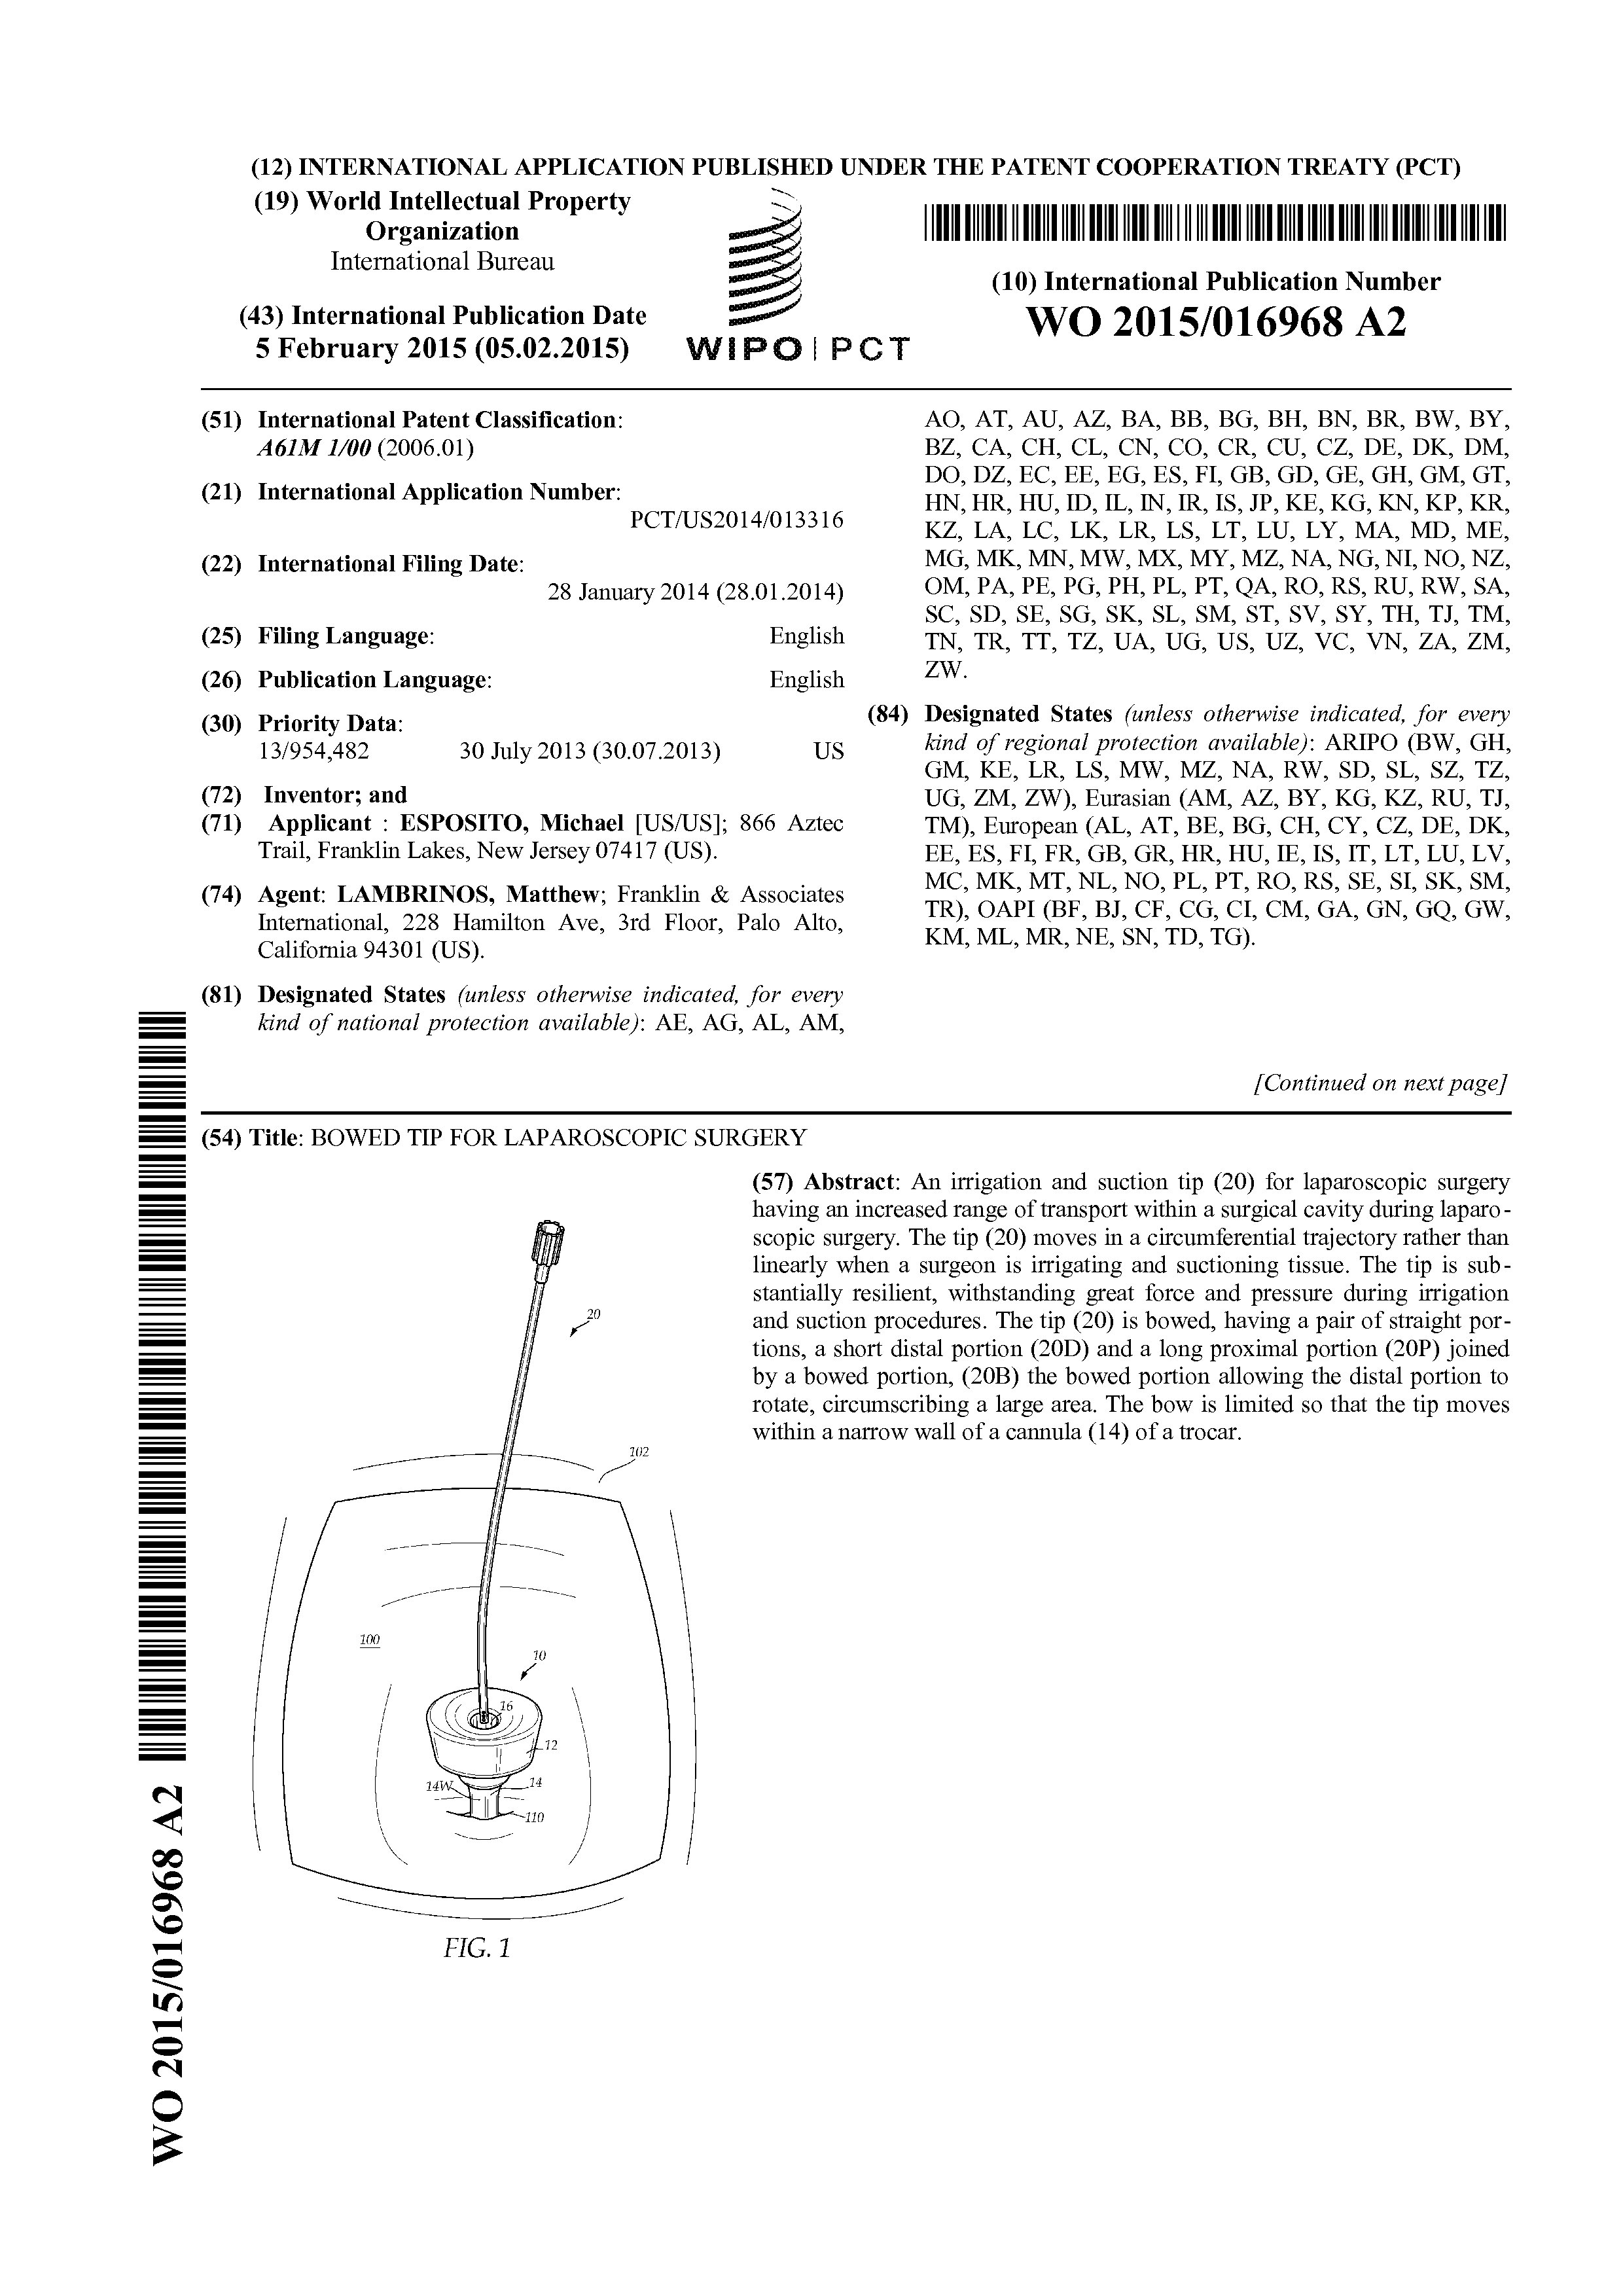 (12) INTERNATIONAL APPLICATION PUBLISHED UNDER THE PATENT COOPERATION TREATY (PCT)
(19) World Intellectual Property
Organization
International Bureau
(43) International Publication Date
5 February 2015 (05.02.2015)
WIPO | PCT
(10) International Publication Number
WO 2015/016968 A2
(51) International Patent Classification:
A61M 1/00 (2006.01)
(21) International Application Number:
PCT/US2014/013316
(22) International Filing Date:
28 January 2014 (28.01.2014)
(25) Filing Language: English
(26) Publication Language: English
(30) Priority Data:
13/954,482 30 July 2013 (30.07.2013) US
(72) Inventor; and
(71) Applicant : ESPOSITO, Michael [US/US]; 866 Aztec
Trail, Franklin Lakes, New Jersey 07417 (US).
(74) Agent: LAMBRINOS, Matthew; Franklin & Associates
International, 228 Hamilton Ave, 3rd Floor, Palo Alto,
California 94301 (US).
(81) Designated States (unless otherwise indicated, for every
kind of national protection available): AE, AG, AL, AM,
AO, AT, AU, AZ, BA, BB, BG, BH, BN, BR, BW, BY,
BZ, CA, CH, CL, CN, CO, CR, CU, CZ, DE, DK, DM,
DO, DZ, EC, EE, EG, ES, FI, GB, GD, GE, GH, GM, GT,
HN, HR, HU, ID, IL, IN, IR, IS, JP, KE, KG, KN, KP, KR,
KZ, LA, LC, LK, LR, LS, LT, LU, LY, MA, MD, ME,
MG, MK, MN, MW, MX, MY, MZ, NA, NG, NI, NO, NZ,
OM, PA, PE, PG, PH, PL, PT, QA, RO, RS, RU, RW, SA,
SC, SD, SE, SG, SK, SL, SM, ST, SV, SY, TH, TJ, TM,
TN, TR, TT, TZ, UA, UG, US, UZ, VC, VN, ZA, ZM,
ZW.
(84) Designated States (unless otherwise indicated, for every
kind of regional protection available): ARIPO (BW, GH,
GM, KE, LR, LS, MW, MZ, NA, RW, SD, SL, SZ, TZ,
UG, ZM, ZW), Eurasian (AM, AZ, BY, KG, KZ, RU, TJ,
TM), European (AL, AT, BE, BG, CH, CY, CZ, DE, DK,
EE, ES, FI, FR, GB, GR, HR, HU, IE, IS, IT, LT, LU, LV,
MC, MK, MT, NL, NO, PL, PT, RO, RS, SE, SI, SK, SM,
TR), OAPI (BF, BJ, CF, CG, CI, CM, GA, GN, GQ, GW,
KM, ML, MR, NE, SN, TD, TG).
[Continued on next page]
(54) Title: BOWED TIP FOR LAPAROSCOPIC SURGERY
(57) Abstract: An irrigation and suction tip (20) for laparoscopic surgery
having an increased range of transport within a surgical cavity during laparo-
scopic surgery. The tip (20) moves in a circumferential trajectory rather than
linearly when a surgeon is irrigating and suctioning tissue. The tip is sub-
stantially resilient, withstanding great force and pressure during irrigation
and suction procedures. The tip (20) is bowed, having a pair of straight por-
tions, a short distal portion (20D) and a long proximal portion (20P) joined
by a bowed portion, (20B) the bowed portion allowing the distal portion to
rotate, circumscribing a large area. The bow is limited so that the tip moves
within a narrow wall of a cannula (14) of a trocar.
20
102
100
10
16
12
14W
14
110
FIG. 1
WO 2015/016968 A2